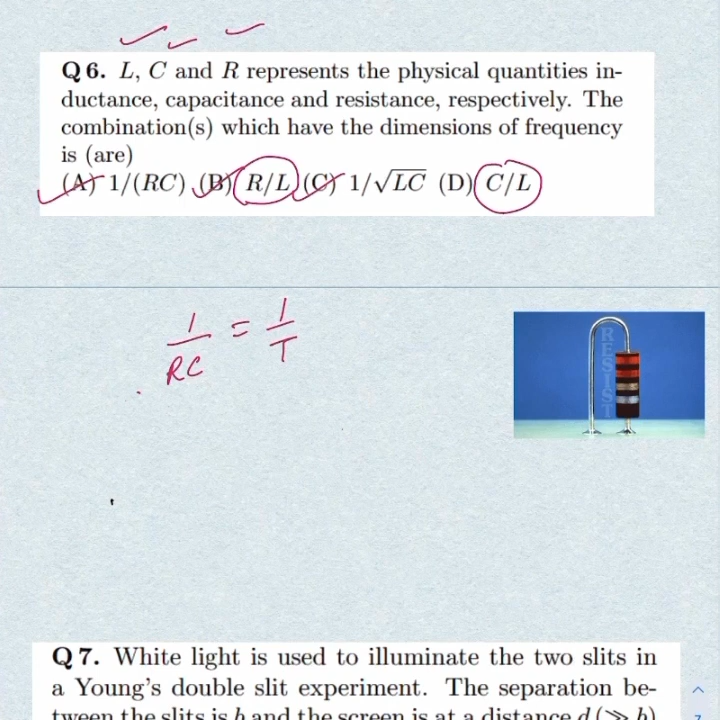 Q 6. L, C and R represents the physical quantities in-
ductance, capacitance and resistance, respectively. The
combination(s) which have the dimensions of frequency
is (are)
(A) 1/(RC) (B) R/L (C) 1/√LC (D) C/L
1/RC = 1/T
RESIST
Q 7. White light is used to illuminate the two slits in
a Young's double slit experiment. The separation be-
tween the slits is b and the screen is at a distance d (≫ b)